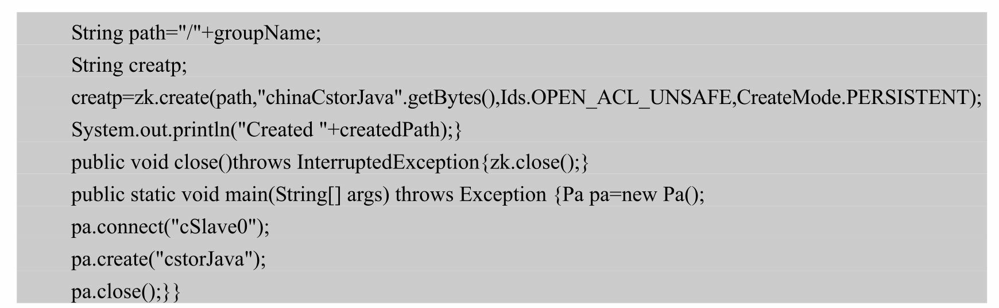 String path="/"+groupName;
String creatp;
creatp=zk.create(path,"chinaCstorJava".getBytes(),Ids.OPEN_ACL_UNSAFE,CreateMode.PERSISTENT);
System.out.println("Created "+createdPath);}
public void close()throws InterruptedException{zk.close();}
public static void main(String[] args) throws Exception {Pa pa=new Pa();
pa.connect("cSlave0");
pa.create("cstorJava");
pa.close();}}